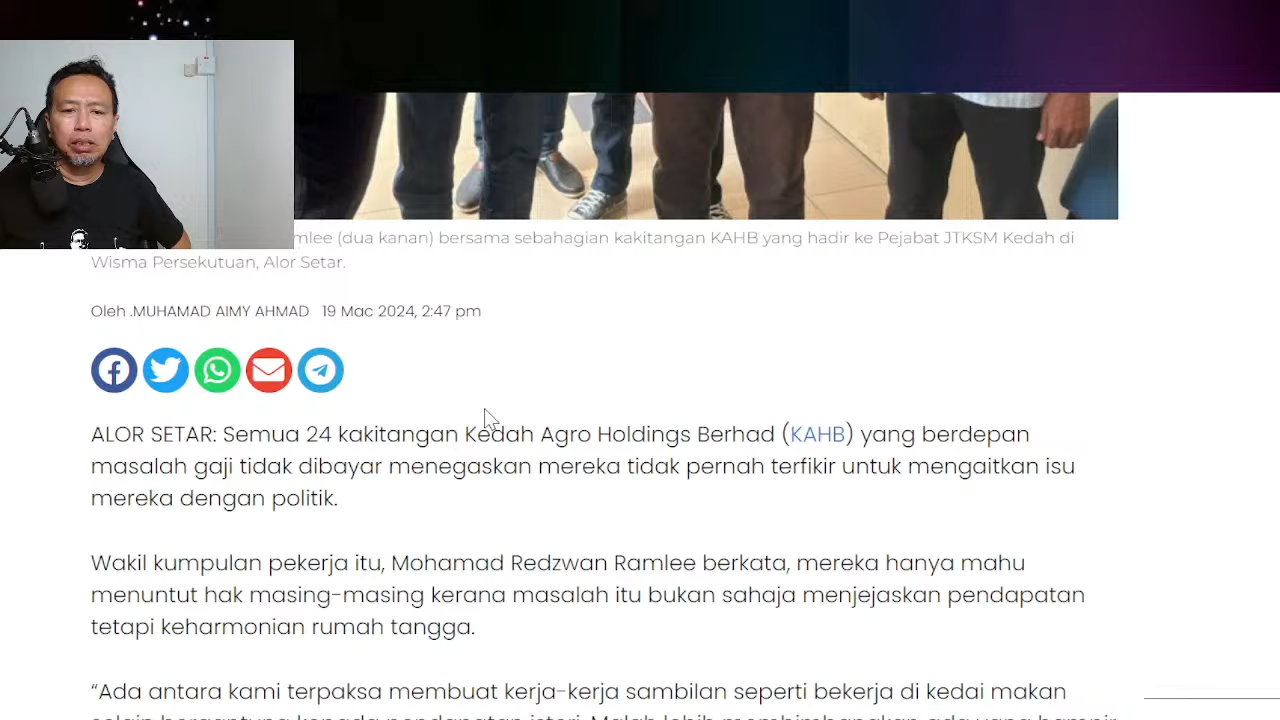 mlee (dua kanan) bersama sebahagian kakitangan KAHB yang hadir ke Pejabat JTKSM Kedah di
Wisma Persekutuan, Alor Setar.
Oleh .MUHAMAD AIMY AHMAD 19 Mac 2024, 2:47 pm
ALOR SETAR: Semua 24 kakitangan Kedah Agro Holdings Berhad (KAHB) yang berdepan
masalah gaji tidak dibayar menegaskan mereka tidak pernah terfikir untuk mengaitkan isu
mereka dengan politik.
Wakil kumpulan pekerja itu, Mohamad Redzwan Ramlee berkata, mereka hanya mahu
menuntut hak masing-masing kerana masalah itu bukan sahaja menjejaskan pendapatan
tetapi keharmonian rumah tangga.
“Ada antara kami terpaksa membuat kerja-kerja sambilan seperti bekerja di kedai makan